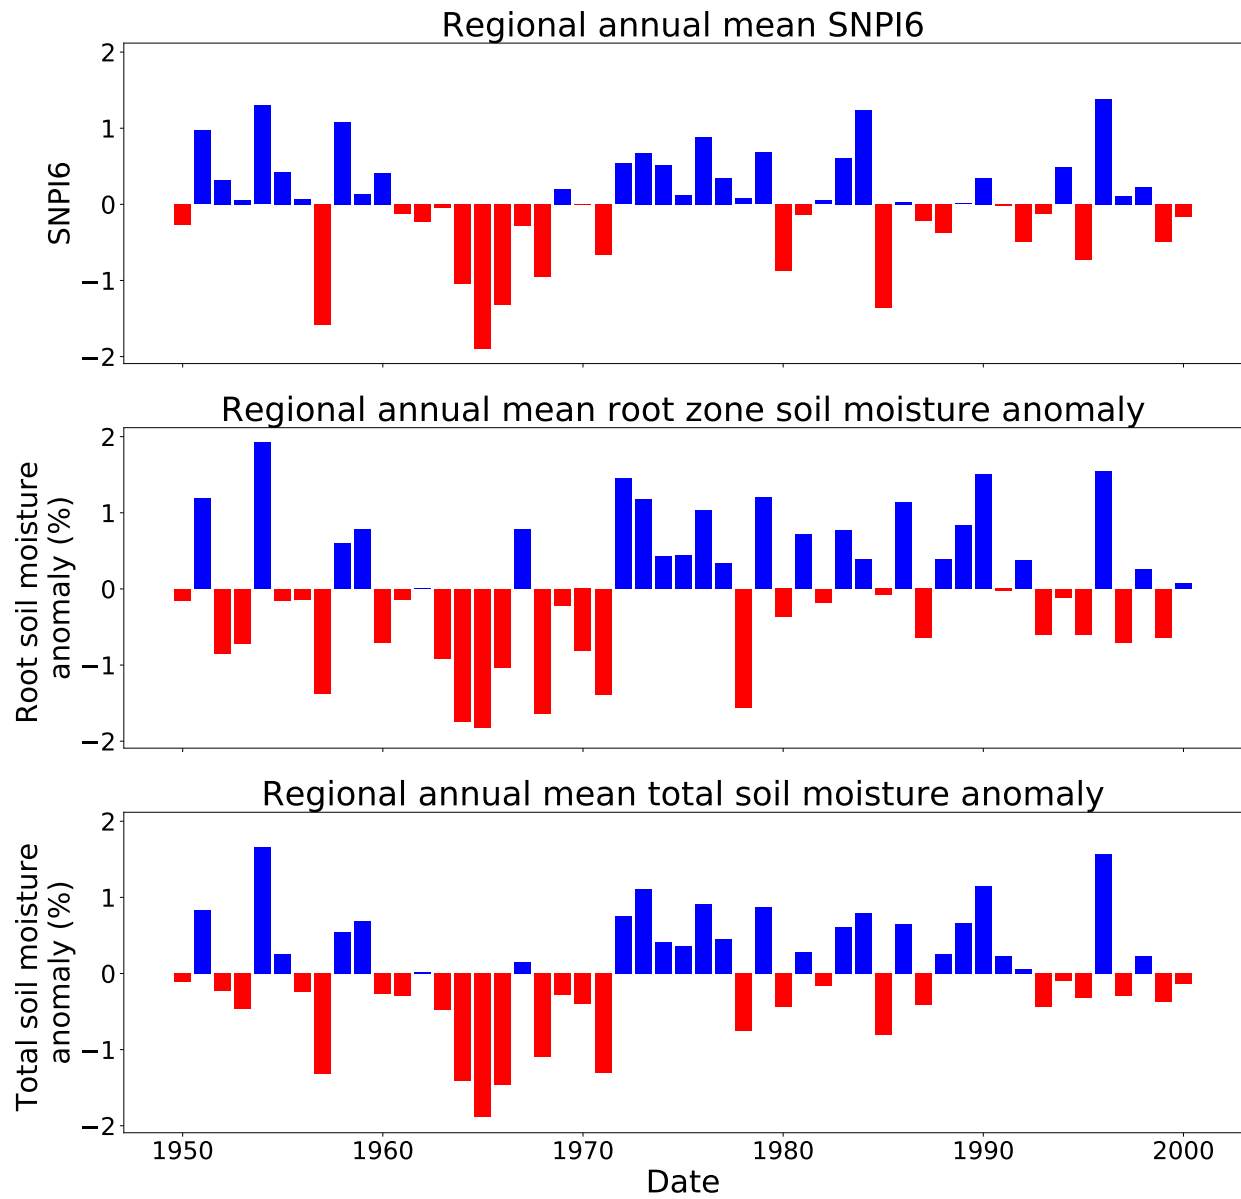 Regional annual mean SNPI6
2
1
0
−1
−2
SNPI6
Regional annual mean root zone soil moisture anomaly
2
1
0
−1
−2
Root soil moisture
anomaly (%)
Regional annual mean total soil moisture anomaly
2
1
0
−1
−2
Total soil moisture
anomaly (%)
1950 1960 1970 1980 1990 2000
Date